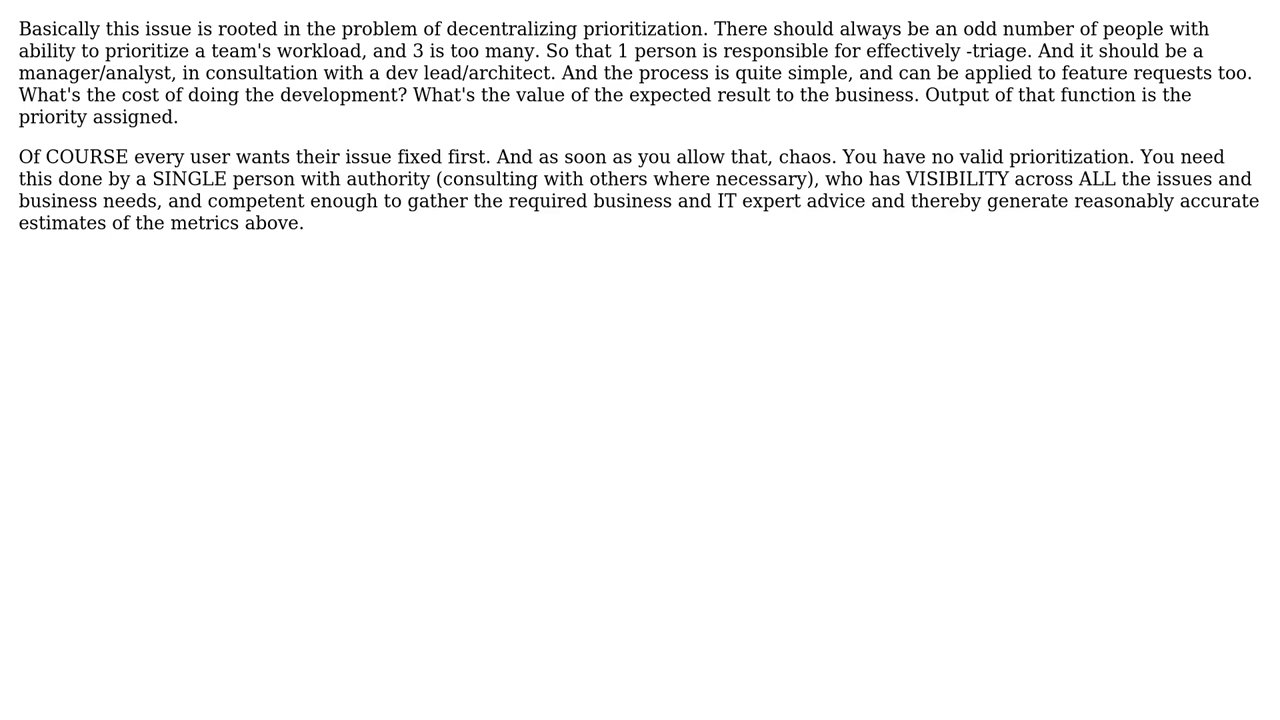 Basically this issue is rooted in the problem of decentralizing prioritization. There should always be an odd number of people with
ability to prioritize a team's workload, and 3 is too many. So that 1 person is responsible for effectively -triage. And it should be a
manager/analyst, in consultation with a dev lead/architect. And the process is quite simple, and can be applied to feature requests too.
What's the cost of doing the development? What's the value of the expected result to the business. Output of that function is the
priority assigned.
Of COURSE every user wants their issue fixed first. And as soon as you allow that, chaos. You have no valid prioritization. You need
this done by a SINGLE person with authority (consulting with others where necessary), who has VISIBILITY across ALL the issues and
business needs, and competent enough to gather the required business and IT expert advice and thereby generate reasonably accurate
estimates of the metrics above.